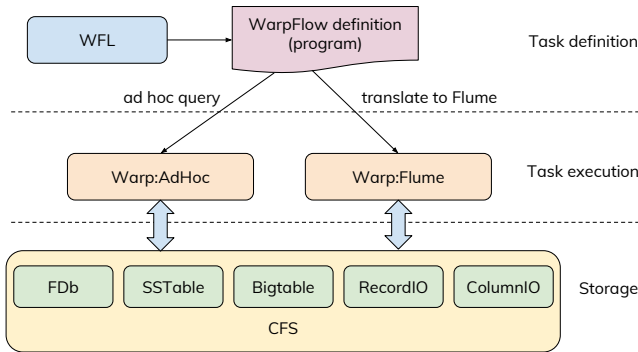 WFL
WarpFlow definition
(program)
Task definition
ad hoc query
translate to Flume
Warp:AdHoc
Warp:Flume
Task execution
FDb
SSTable
Bigtable
RecordIO
ColumnIO
Storage
CFS